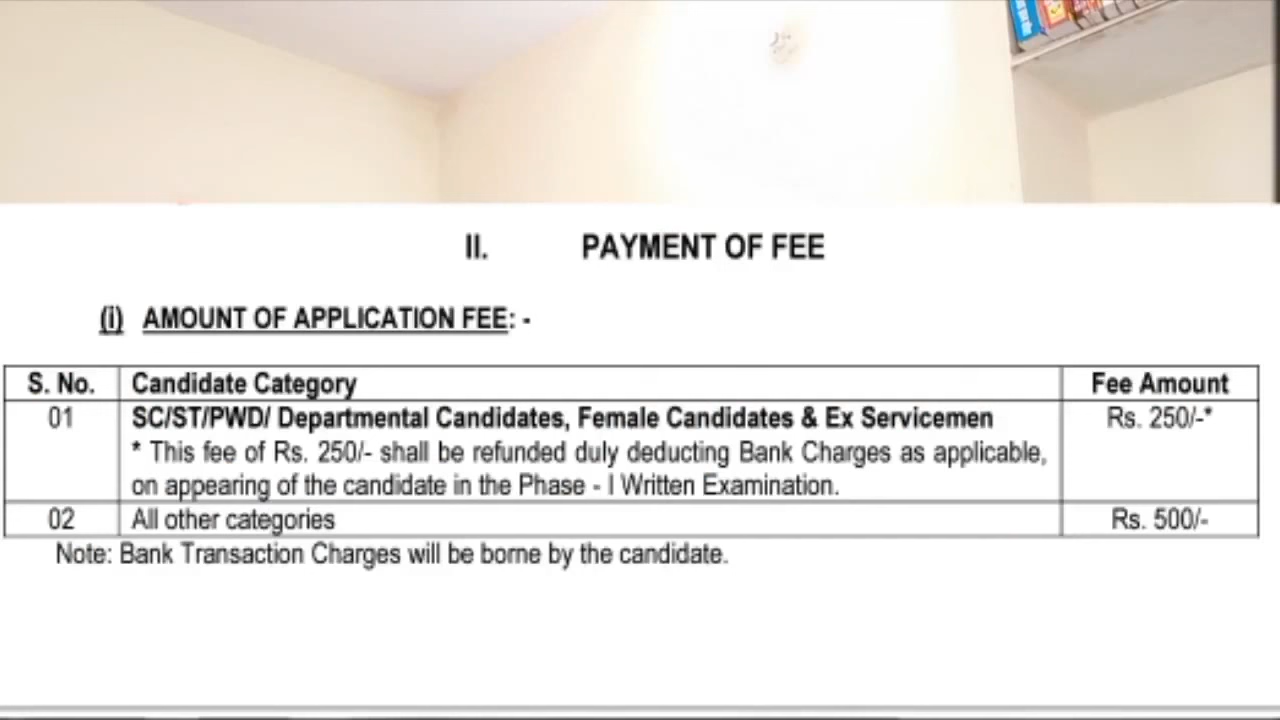 II. PAYMENT OF FEE
(i) AMOUNT OF APPLICATION FEE: -
S. No. Candidate Category Fee Amount
01 SC/ST/PWD/ Departmental Candidates, Female Candidates & Ex Servicemen Rs. 250/-*
* This fee of Rs. 250/- shall be refunded duly deducting Bank Charges as applicable,
on appearing of the candidate in the Phase - I Written Examination.
02 All other categories Rs. 500/-
Note: Bank Transaction Charges will be borne by the candidate.